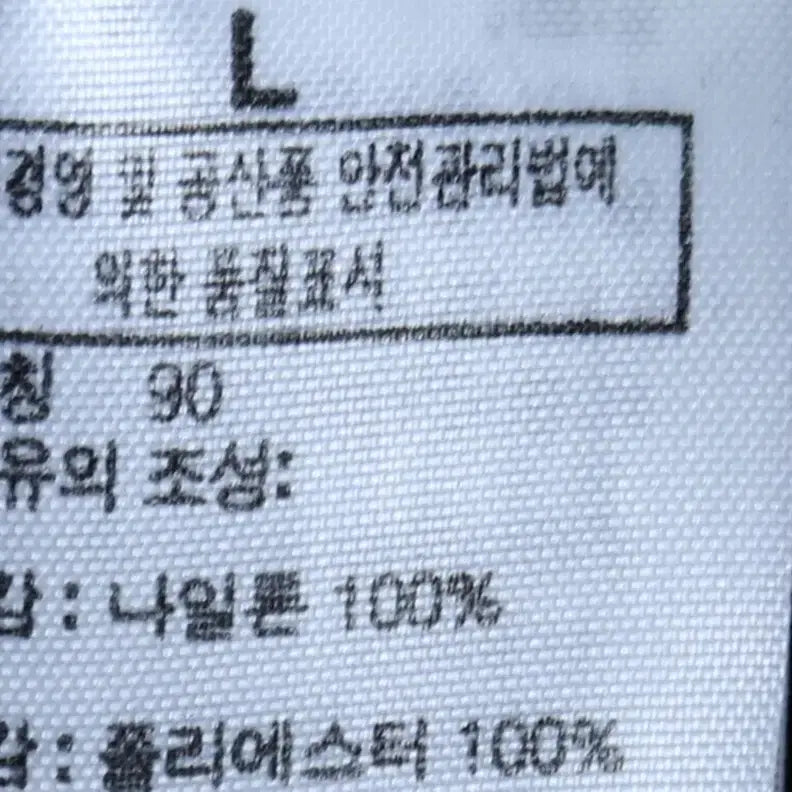 L
경영 및 공산품 안전관리법에
의한 품질표시
칭 90
유의 조성:
감 : 나일론 100%
감 : 폴리에스터 100%